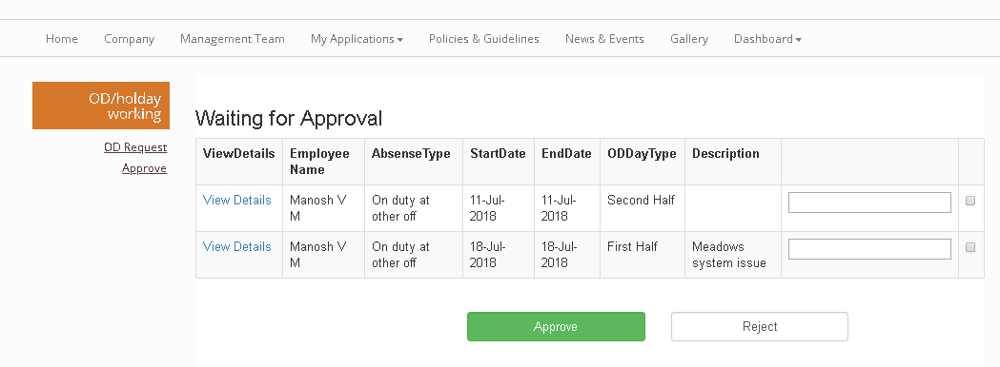 Home Company Management Team My Applications Policies & Guidelines News & Events Gallery Dashboard
OD/holday
working
OD Request
Approve
Waiting for Approval
ViewDetails Employee Name AbsenseType StartDate EndDate ODDayType Description
View Details Manosh V M On duty at other off 11-Jul-2018 11-Jul-2018 Second Half
View Details Manosh V M On duty at other off 18-Jul-2018 18-Jul-2018 First Half Meadows system issue
Approve Reject